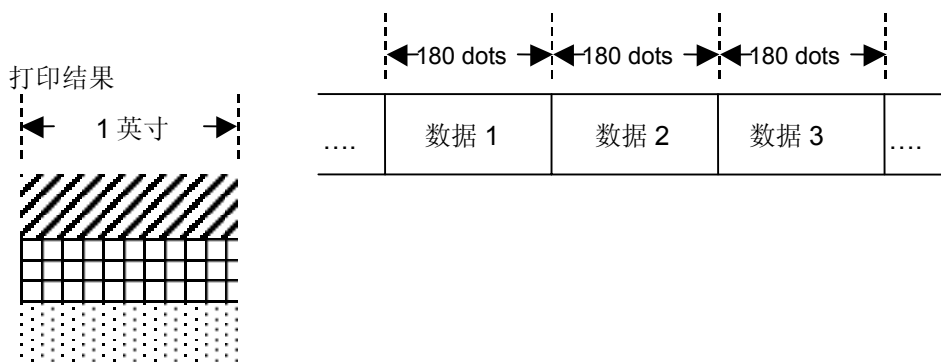 180 dots 180 dots 180 dots
打印结果
1 英寸
…. 数据 1 数据 2 数据 3 ….